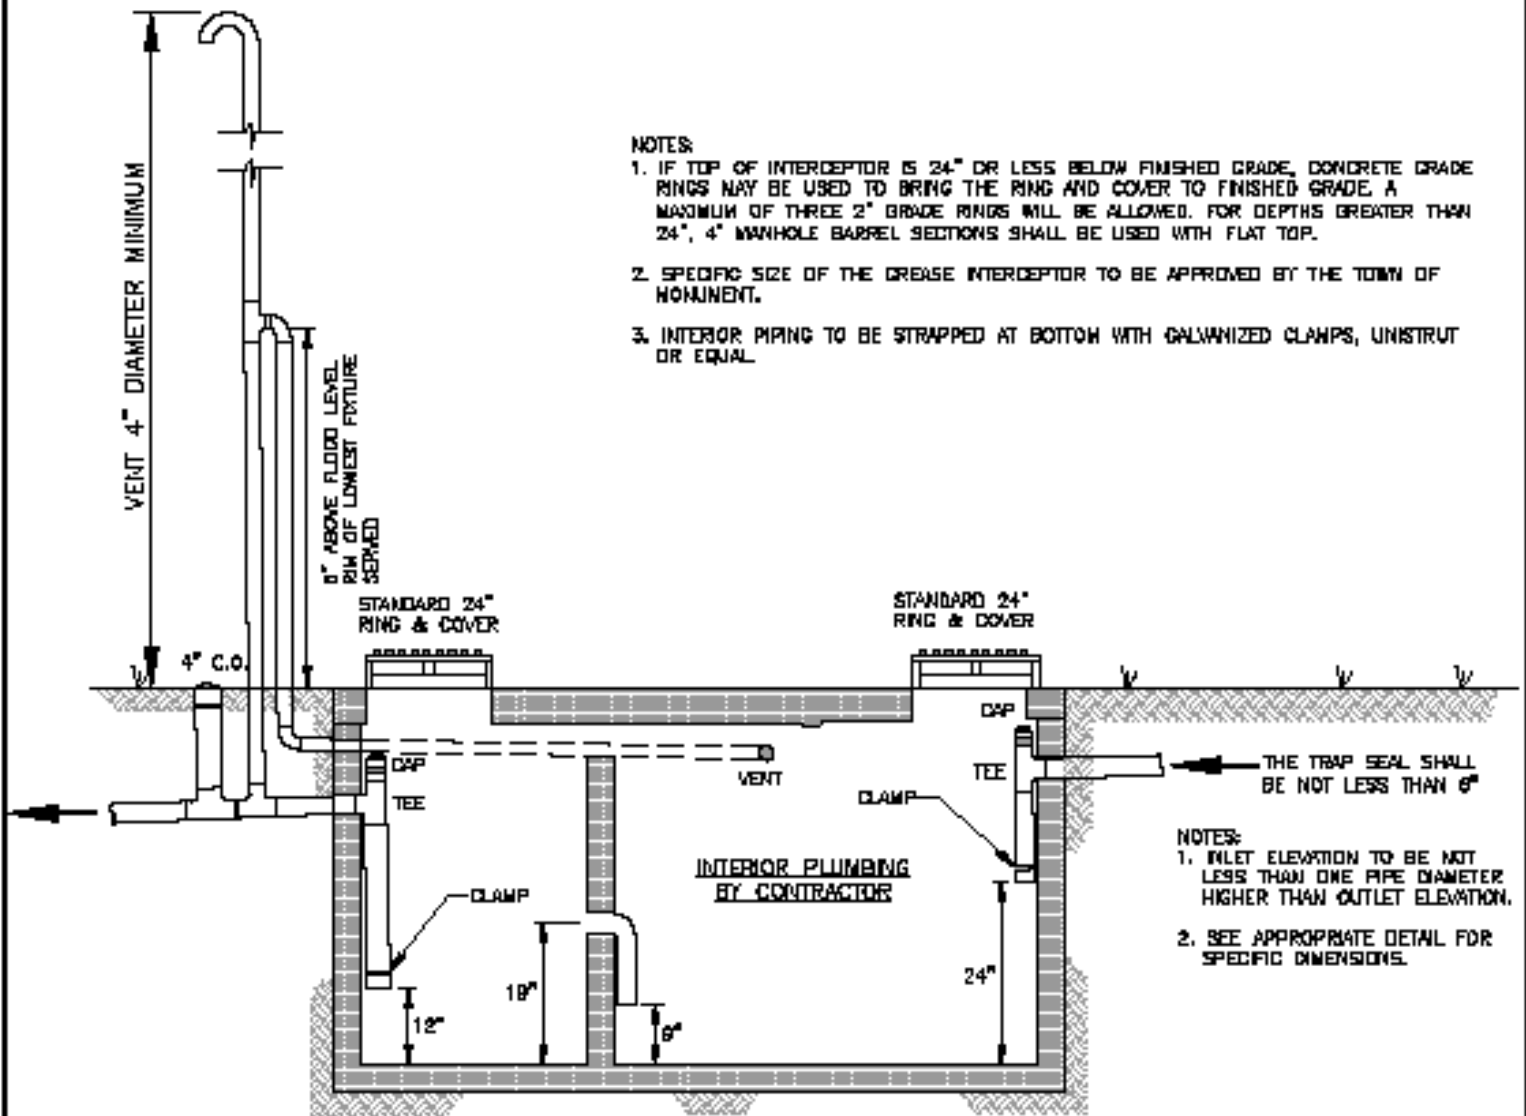 VENT 4" DIAMETER MINIMUM
NOTES:
1. IF TOP OF INTERCEPTOR IS 24" OR LESS BELOW FINISHED GRADE, CONCRETE GRADE
RINGS MAY BE USED TO BRING THE RING AND COVER TO FINISHED GRADE. A
MAXIMUM OF THREE 2" GRADE RINGS WILL BE ALLOWED. FOR DEPTHS GREATER THAN
24", 4" MANHOLE BARREL SECTIONS SHALL BE USED WITH FLAT TOP.
2. SPECIFIC SIZE OF THE GREASE INTERCEPTOR TO BE APPROVED BY THE TOWN OF
MONUMENT.
3. INTERIOR PIPING TO BE STRAPPED AT BOTTOM WITH GALVANIZED CLAMPS, UNISTRUT
OR EQUAL
ABOVE FLOOD LEVEL
RIM OF LOWEST FIXTURE
SERVED
STANDARD 24"
RING & COVER
STANDARD 24"
RING & COVER
4" C.O.
CAP
TEE
VENT
CAP
TEE
CLAMP
THE TRAP SEAL SHALL
BE NOT LESS THAN
INTERIOR PLUMBING
BY CONTRACTOR
CLAMP
NOTES:
1. INLET ELEVATION TO BE NOT
LESS THAN ONE PIPE DIAMETER
HIGHER THAN OUTLET ELEVATION.
2. SEE APPROPRIATE DETAIL FOR
SPECIFIC DIMENSIONS.
12"
24"